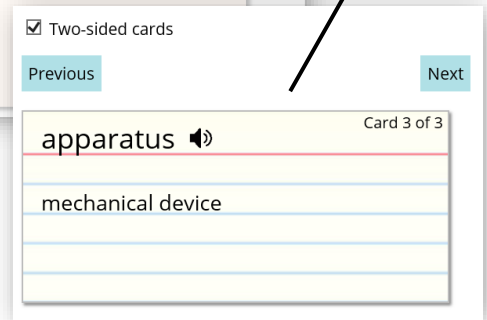 Two-sided cards
Previous
Next
Card 3 of 3
apparatus
mechanical device